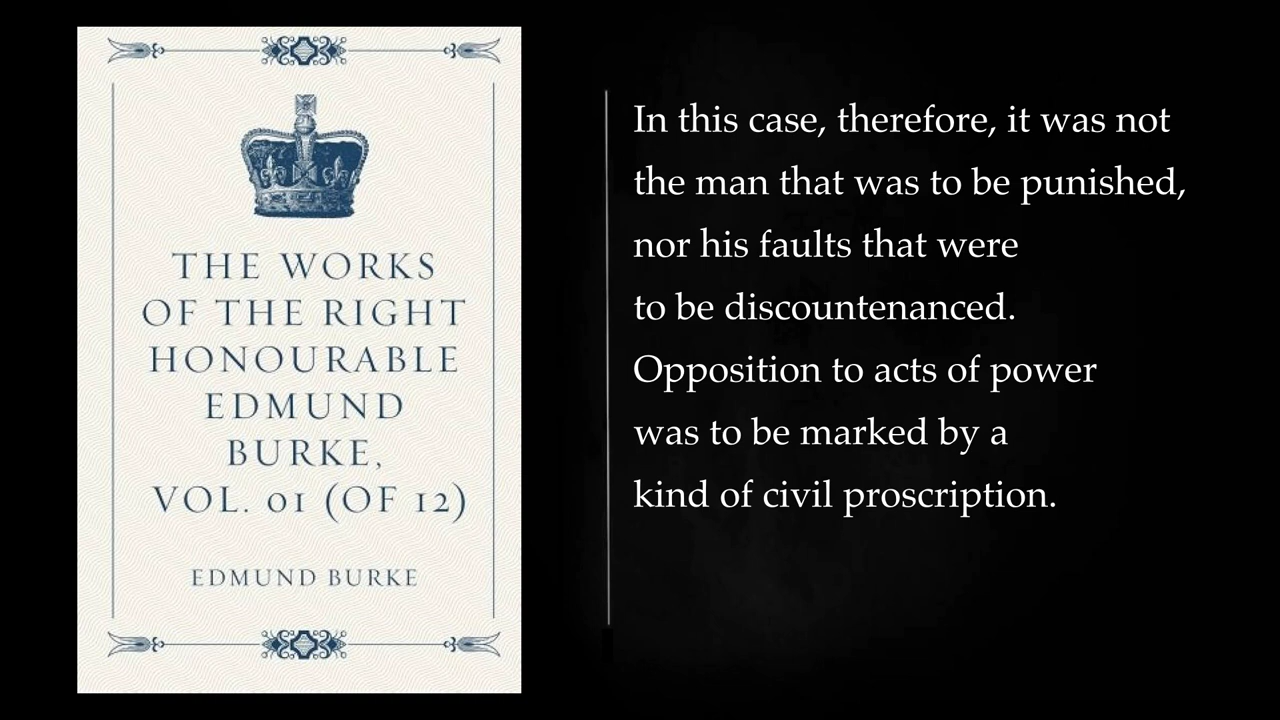 THE WORKS
OF THE RIGHT
HONOURABLE
EDMUND
BURKE,
VOL. 01 (OF 12)
EDMUND BURKE
In this case, therefore, it was not
the man that was to be punished,
nor his faults that were
to be discountenanced.
Opposition to acts of power
was to be marked by a
kind of civil proscription.